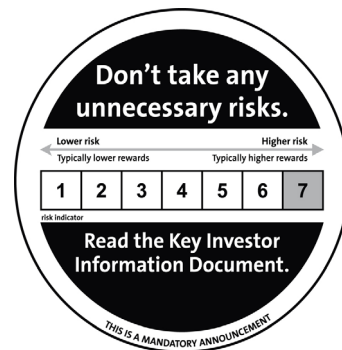 Don't take any
unnecessary risks.
Lower risk Higher risk
Typically lower rewards Typically higher rewards
1 2 3 4 5 6 7
risk indicator
Read the Key Investor
Information Document.
THIS IS A MANDATORY ANNOUNCEMENT